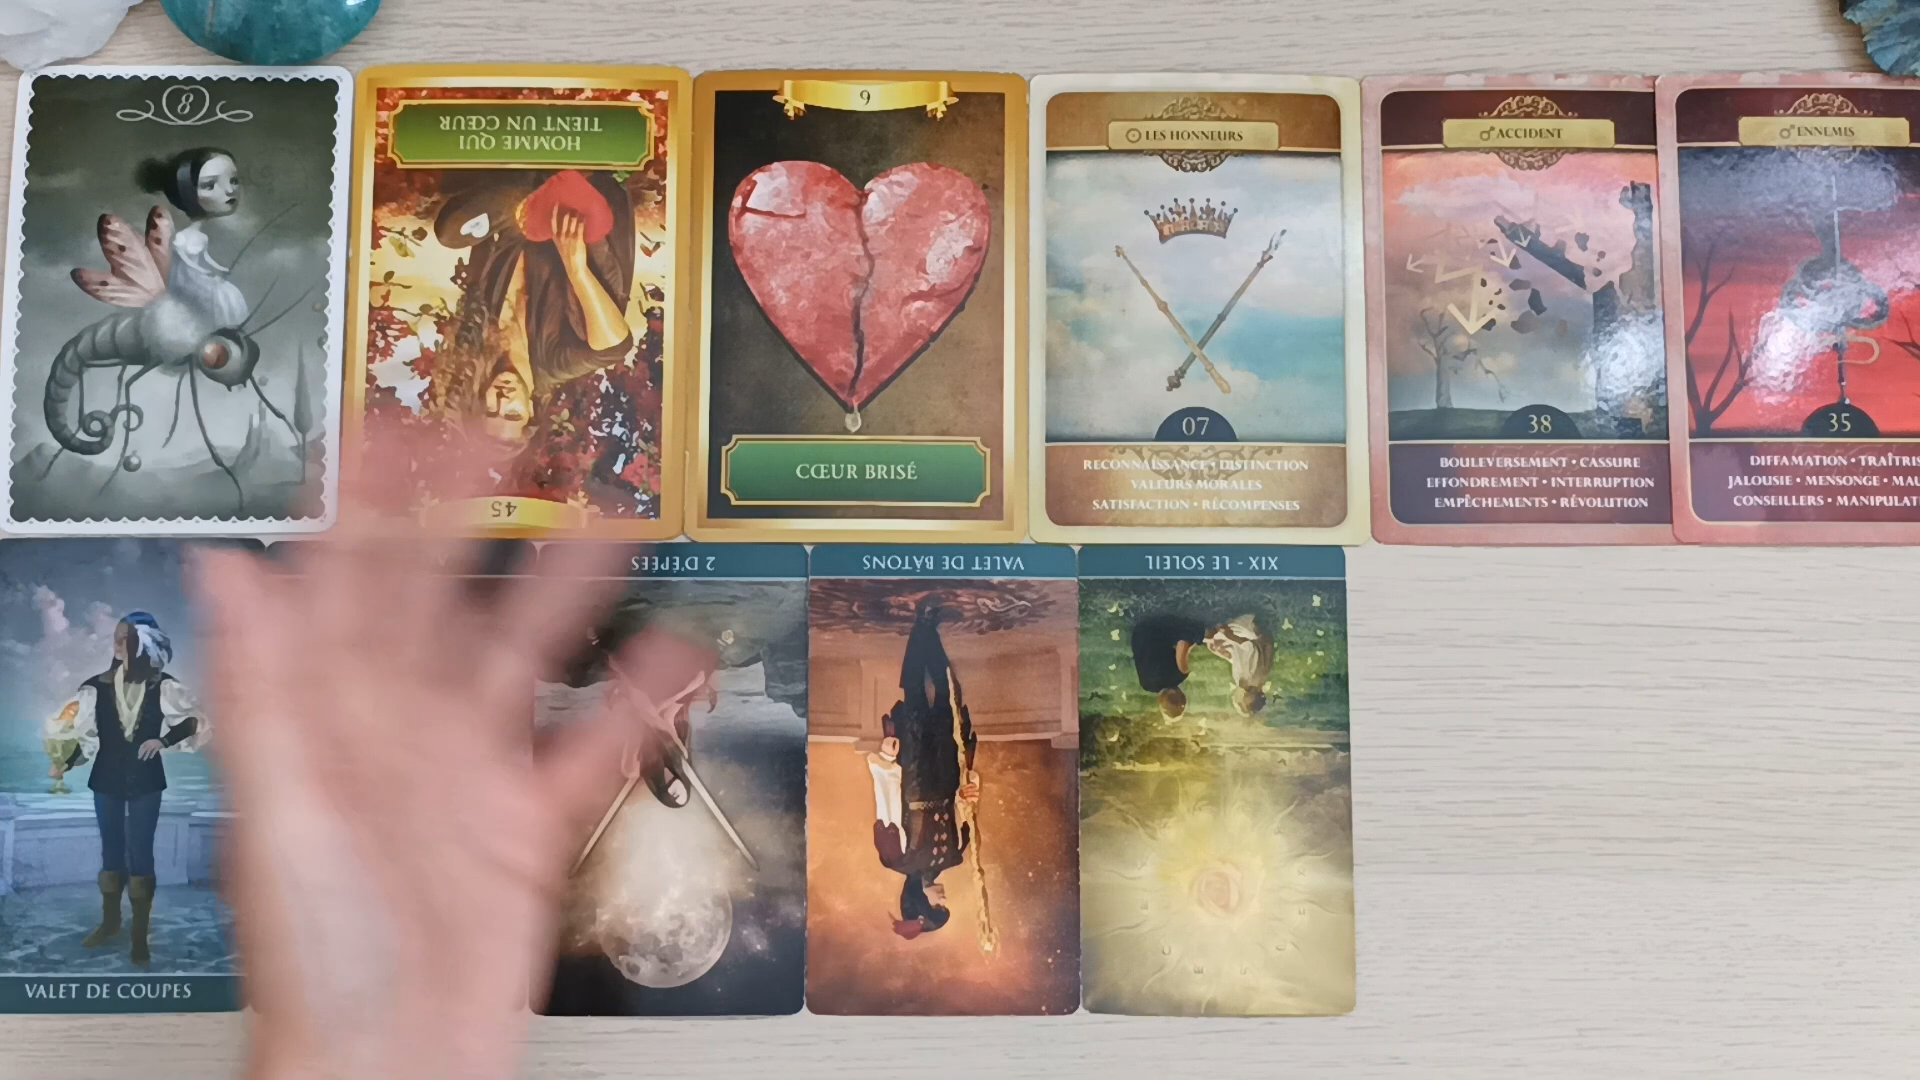 8
HOMME QUI
TIENT UN CŒUR
45
9
CŒUR BRISÉ
LES HONNEURS
07
RECONNAISSANCE • DISTINCTION
VALEURS MORALES
SATISFACTION • RÉCOMPENSES
♂ ACCIDENT
38
BOULEVERSEMENT • CASSURE
EFFONDREMENT • INTERRUPTION
EMPÊCHEMENTS • RÉVOLUTION
♂ ENNEMIS
35
DIFFAMATION • TRAÎTRIS
JALOUSIE • MENSONGE • MAU
CONSEILLERS • MANIPULAT
VALET DE COUPES
2 D'ÉPÉES
VALET DE BÂTONS
XIX - LE SOLEIL